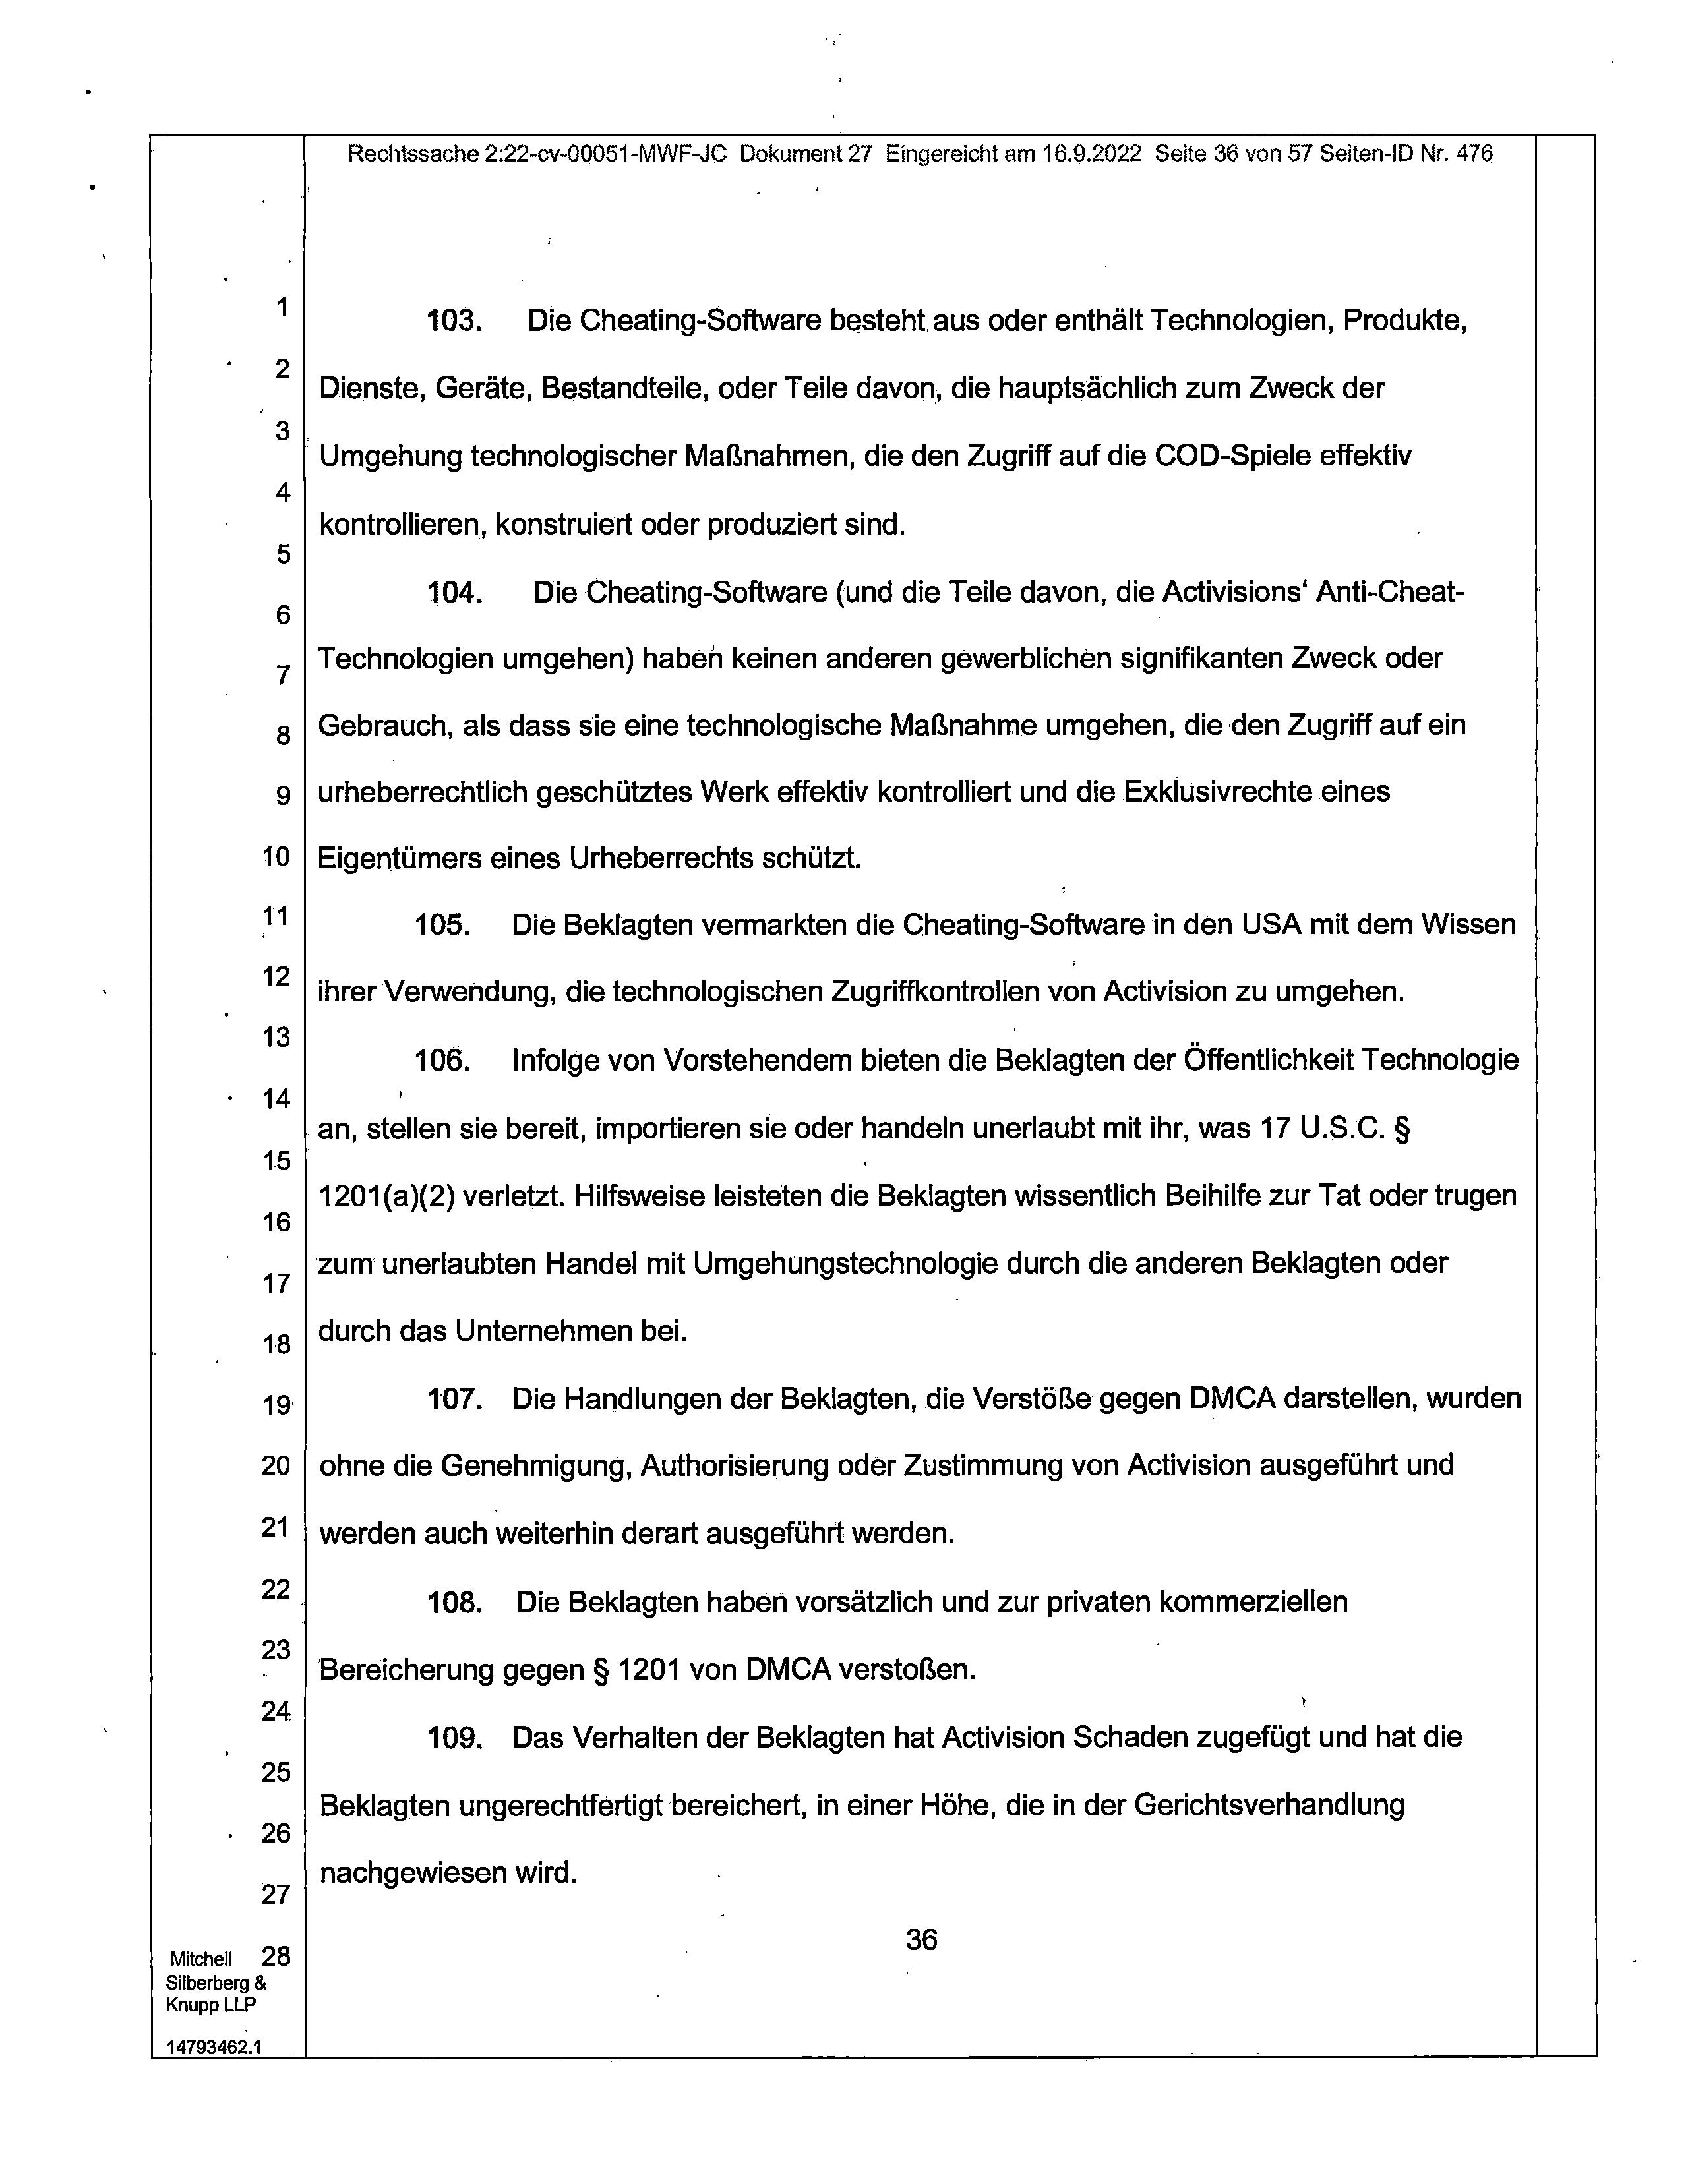 Rechtssache 2:22-cv-00051-MWF-JC Dokument 27 Eingereicht am 16.9.2022 Seite 36 von 57 Seiten-ID Nr. 476
1
103. Die Cheating-Software besteht aus oder enthält Technologien, Produkte,
2
Dienste, Geräte, Bestandteile, oder Teile davon, die hauptsächlich zum Zweck der
3
Umgehung technologischer Maßnahmen, die den Zugriff auf die COD-Spiele effektiv
4
kontrollieren, konstruiert oder produziert sind.
5
104. Die Cheating-Software (und die Teile davon, die Activisions‘ Anti-Cheat-
6
Technologien umgehen) haben keinen anderen gewerblichen signifikanten Zweck oder
7
Gebrauch, als dass sie eine technologische Maßnahme umgehen, die den Zugriff auf ein
8
urheberrechtlich geschütztes Werk effektiv kontrolliert und die Exklusivrechte eines
9
Eigentümers eines Urheberrechts schützt.
10
11
105. Die Beklagten vermarkten die Cheating-Software in den USA mit dem Wissen
12
ihrer Verwendung, die technologischen Zugriffkontrollen von Activision zu umgehen.
13
106. Infolge von Vorstehendem bieten die Beklagten der Öffentlichkeit Technologie
14
an, stellen sie bereit, importieren sie oder handeln unerlaubt mit ihr, was 17 U.S.C. §
15
1201(a)(2) verletzt. Hilfsweise leisteten die Beklagten wissentlich Beihilfe zur Tat oder trugen
16
zum unerlaubten Handel mit Umgehungstechnologie durch die anderen Beklagten oder
17
durch das Unternehmen bei.
18
107. Die Handlungen der Beklagten, die Verstöße gegen DMCA darstellen, wurden
19
ohne die Genehmigung, Authorisierung oder Zustimmung von Activision ausgeführt und
20
werden auch weiterhin derart ausgeführt werden.
21
22
108. Die Beklagten haben vorsätzlich und zur privaten kommerziellen
23
Bereicherung gegen § 1201 von DMCA verstoßen.
24
109. Das Verhalten der Beklagten hat Activision Schaden zugefügt und hat die
25
Beklagten ungerechtfertigt bereichert, in einer Höhe, die in der Gerichtsverhandlung
26
nachgewiesen wird.
27
36
28
Mitchell
Silberberg &
Knupp LLP
14793462.1